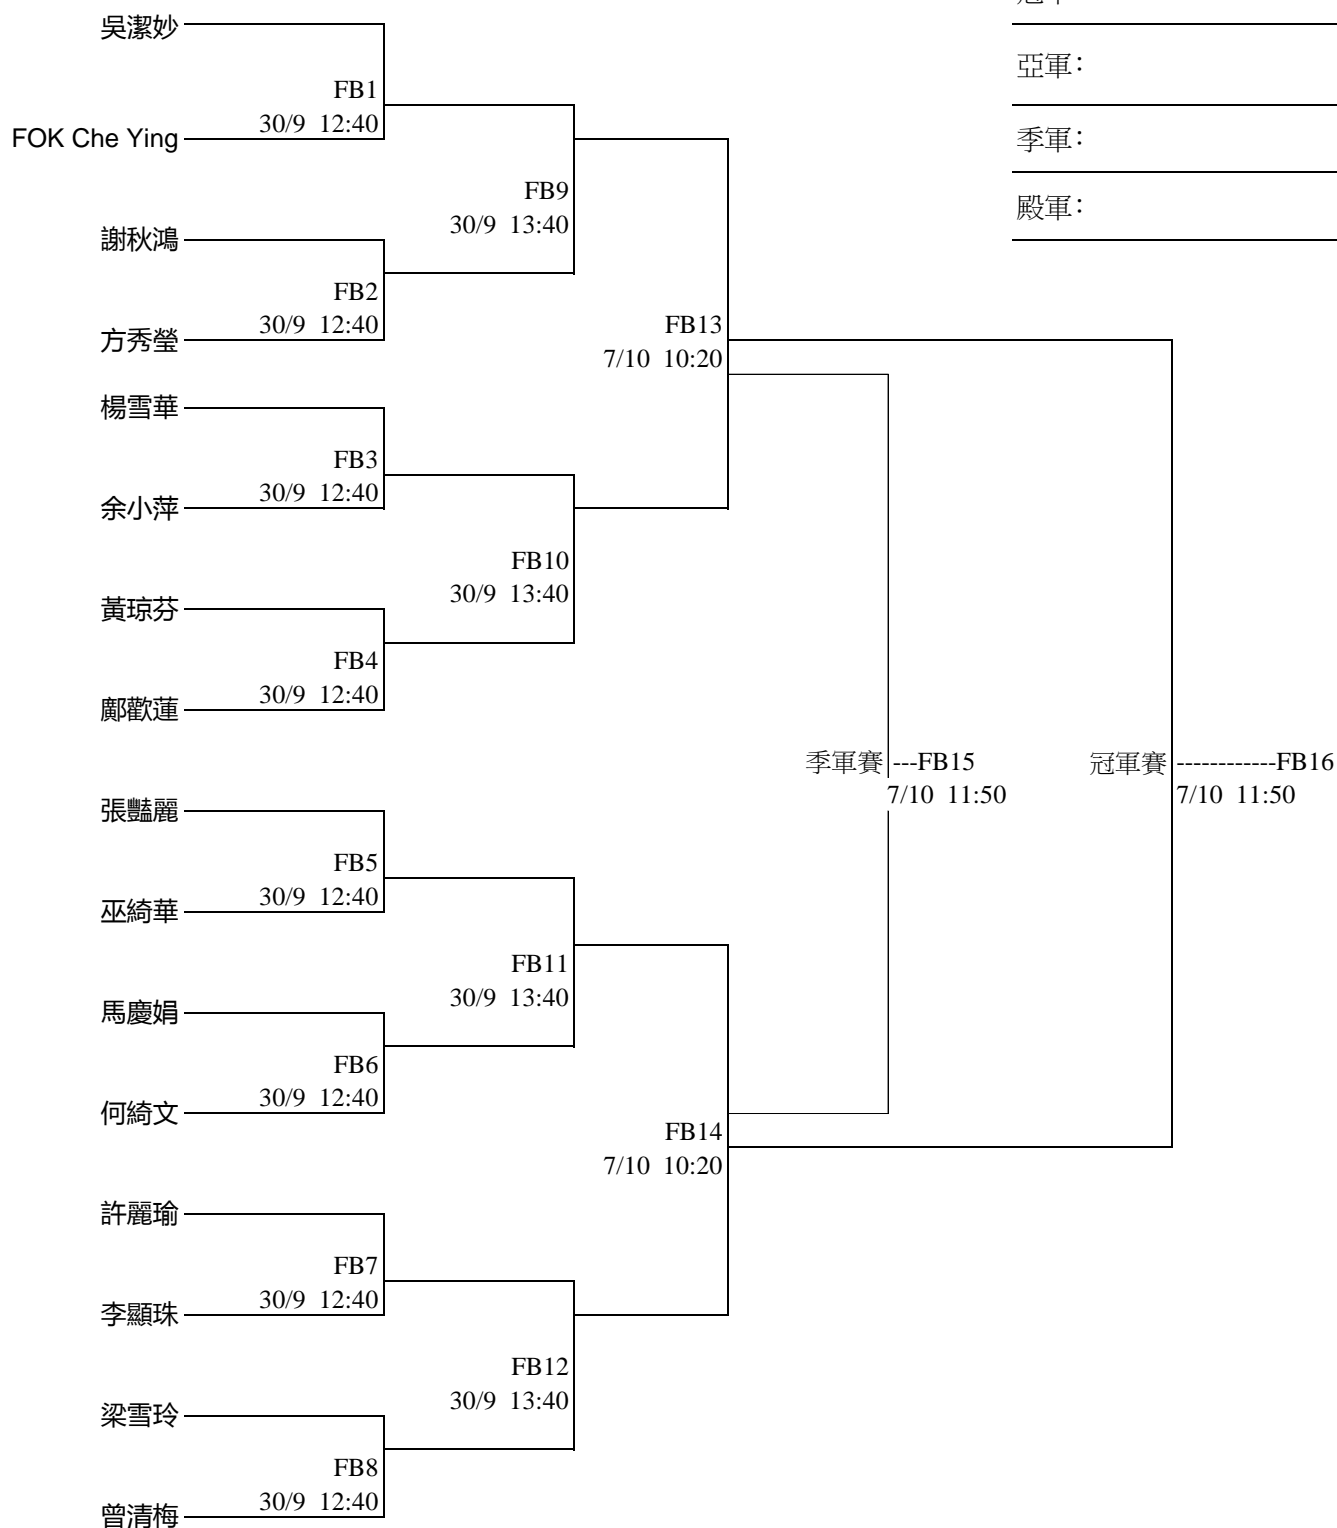 吳潔妙
亞軍：
FB1
30/9 12:40
FOK Che Ying
季軍：
FB9
殿軍：
30/9 13:40
謝秋鴻
FB2
30/9 12:40
方秀瑩
FB13
7/10 10:20
楊雪華
FB3
30/9 12:40
余小萍
FB10
30/9 13:40
黃琼芬
FB4
30/9 12:40
鄺歡蓮
季軍賽 ---FB15
7/10 11:50
冠軍賽 ------------FB16
7/10 11:50
張豔麗
FB5
30/9 12:40
巫綺華
FB11
30/9 13:40
馬慶娟
FB6
30/9 12:40
何綺文
FB14
7/10 10:20
許麗瑜
FB7
30/9 12:40
李顯珠
FB12
30/9 13:40
梁雪玲
FB8
30/9 12:40
曾清梅